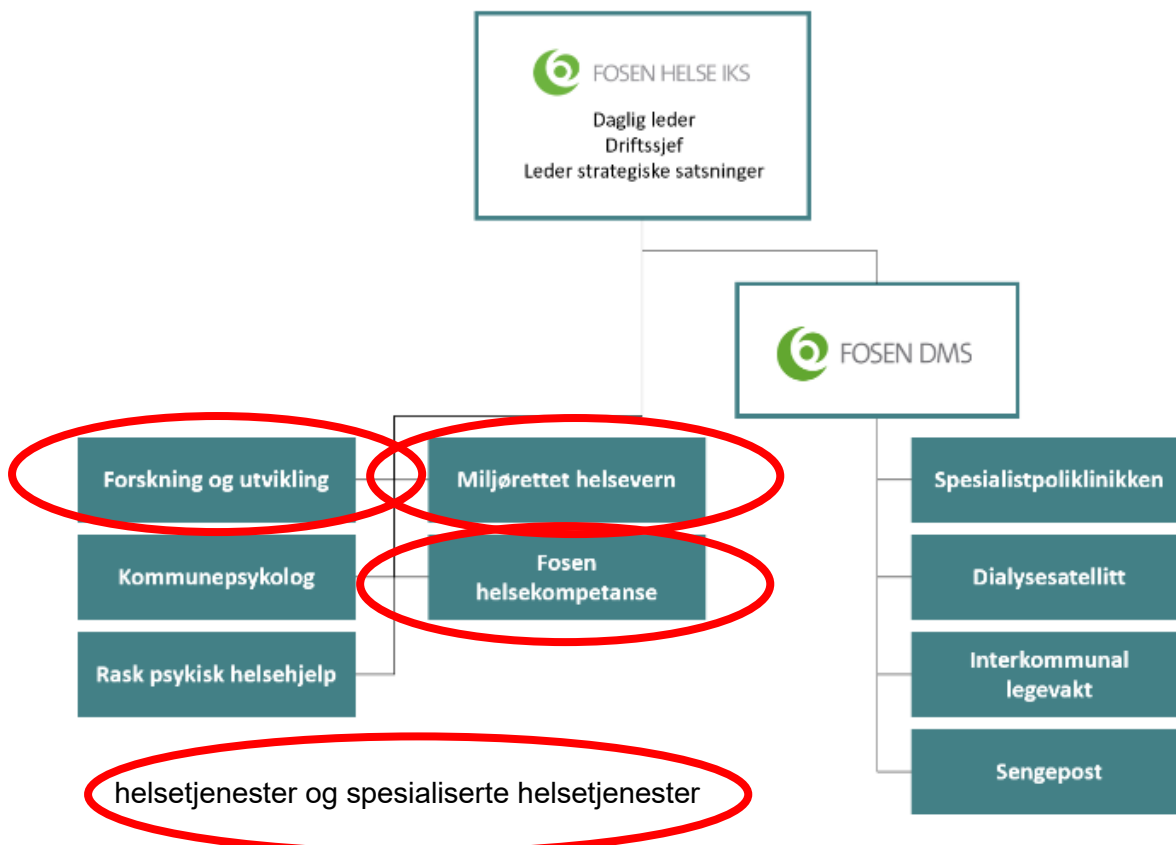 FOSEN HELSE IKS
Daglig leder
Driftssjef
Leder strategiske satsninger
FOSEN DMS
Forskning og utvikling
Miljørettet helsevern
Spesialistpoliklinikken
Kommunepsykolog
Fosen
helsekompetanse
Dialysesatellitt
Rask psykisk helsehjelp
Interkommunal
legevakt
Sengepost
helsetjenester og spesialiserte helsetjenester